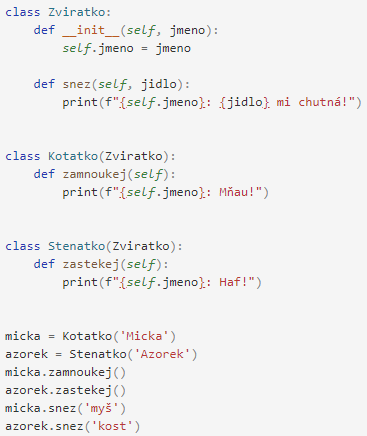 class Zviratko:
    def __init__(self, jmeno):
        self.jmeno = jmeno

    def snez(self, jidlo):
        print(f"{self.jmeno}: {jidlo} mi chutná!")


class Kotatko(Zviratko):
    def zamnoukej(self):
        print(f"{self.jmeno}: Mňau!")


class Stenatko(Zviratko):
    def zastekej(self):
        print(f"{self.jmeno}: Haf!")


micka = Kotatko('Micka')
azorek = Stenatko('Azorek')
micka.zamnoukej()
azorek.zastekej()
micka.snez('myš')
azorek.snez('kost')